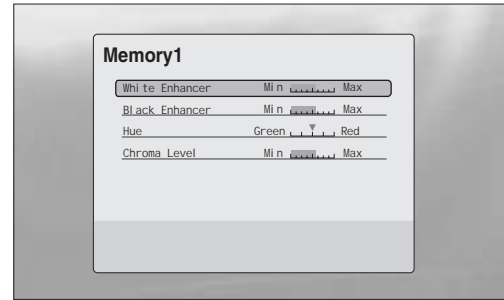 Memory1
White Enhancer Min Max
Black Enhancer Min Max
Hue Green Red
Chroma Level Min Max